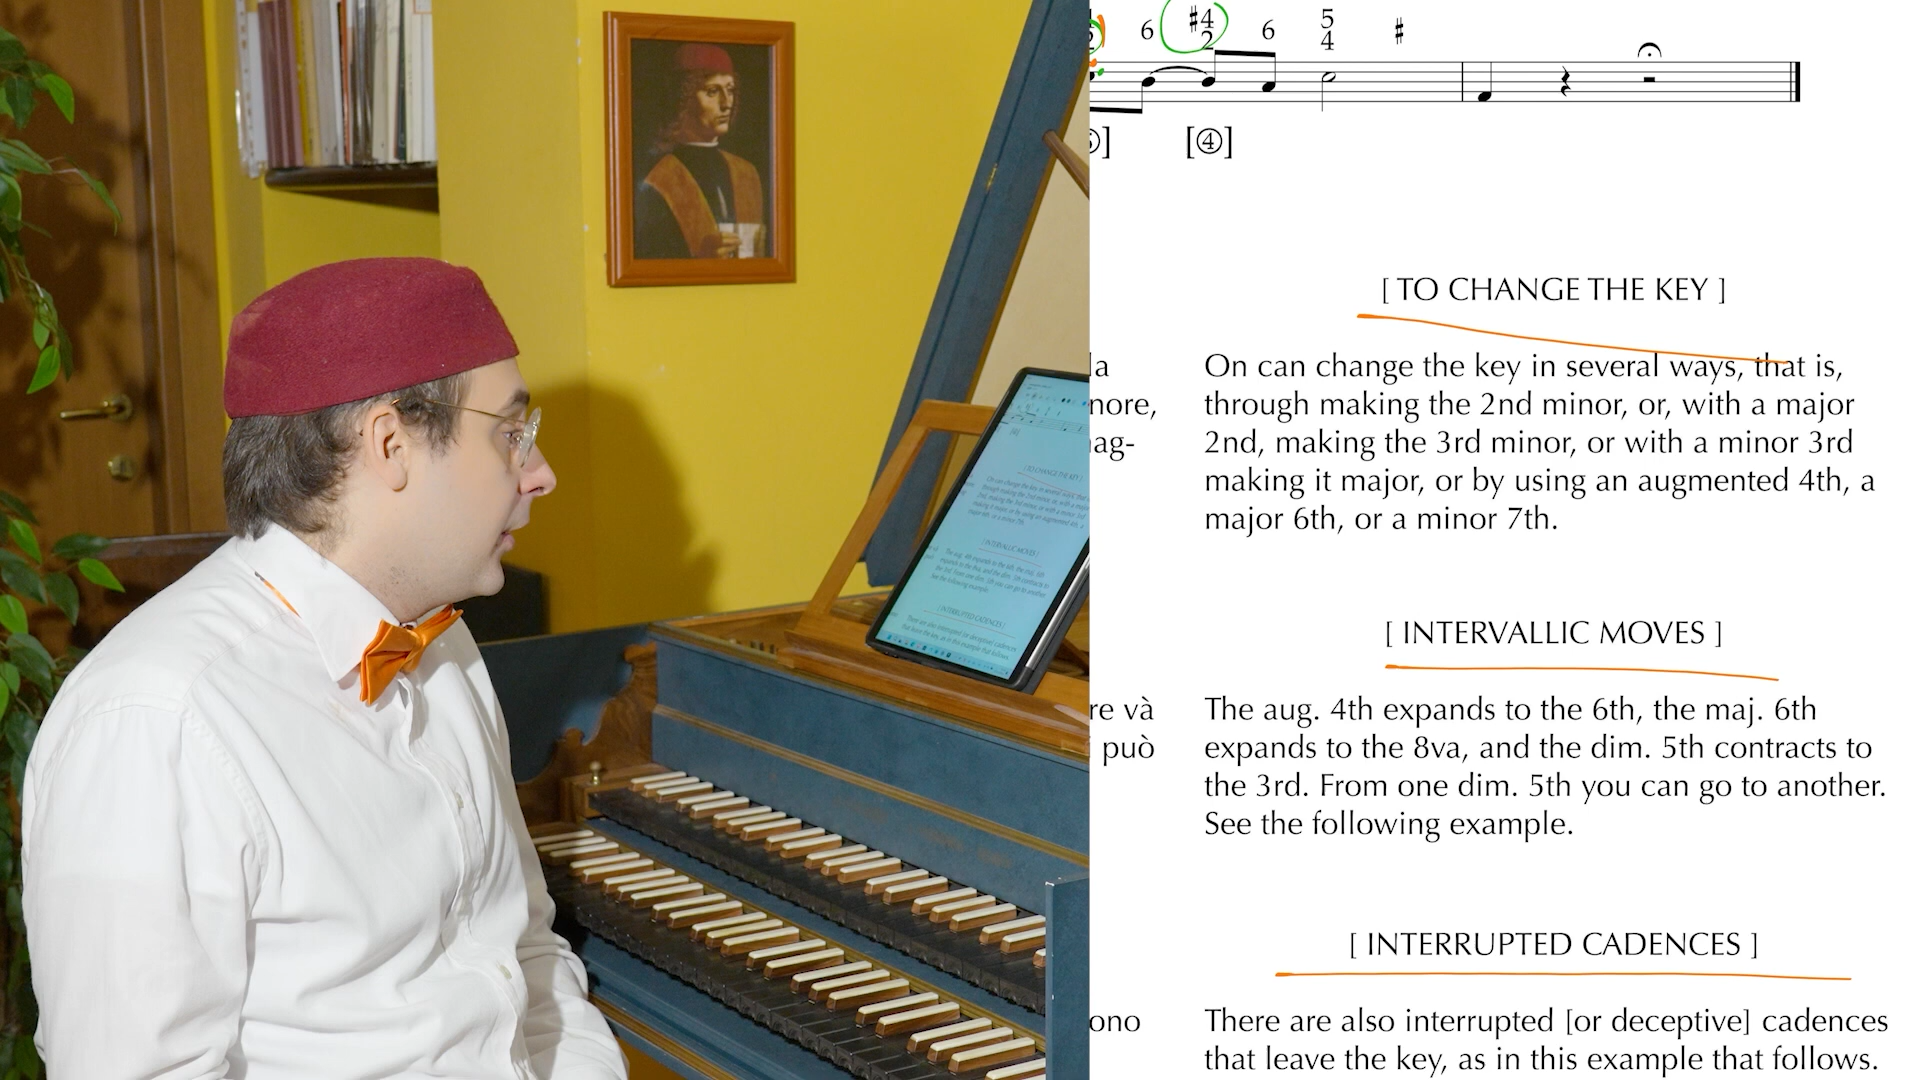 6 ♯4 6 5 ♯
2 2 4
[④]
[ TO CHANGE THE KEY ]
la
On can change the key in several ways, that is,
nore,
through making the 2nd minor, or, with a major
ag-
2nd, making the 3rd minor, or with a minor 3rd
making it major, or by using an augmented 4th, a
major 6th, or a minor 7th.
[ INTERVALLIC MOVES ]
re và
The aug. 4th expands to the 6th, the maj. 6th
può
expands to the 8va, and the dim. 5th contracts to
the 3rd. From one dim. 5th you can go to another.
See the following example.
[ INTERRUPTED CADENCES ]
ono
There are also interrupted [or deceptive] cadences
that leave the key, as in this example that follows.